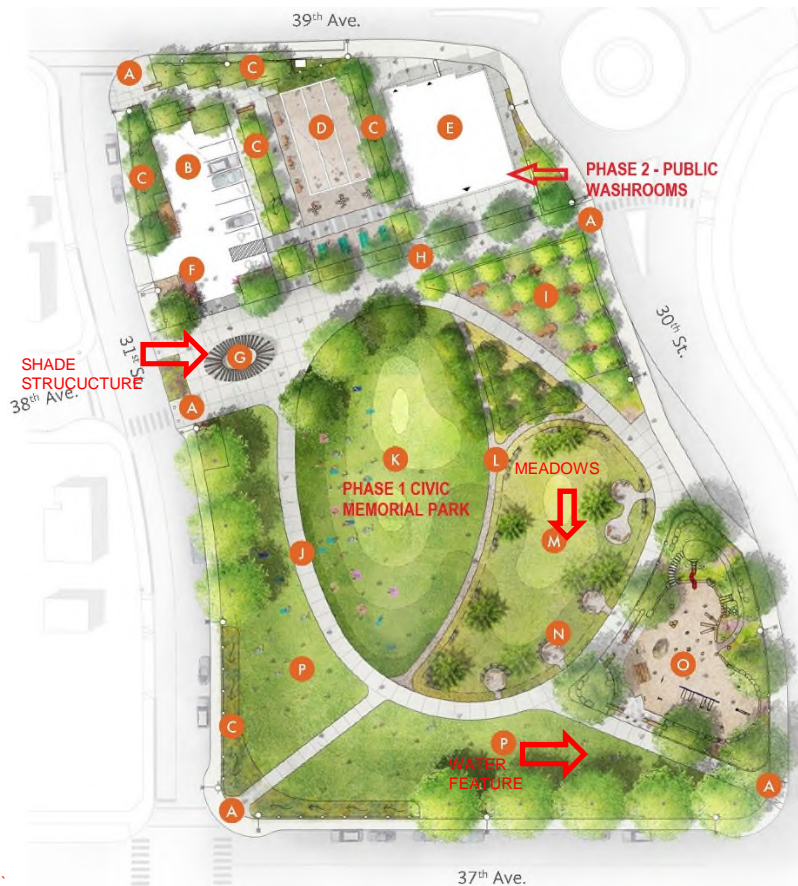 39th Ave.
A
C
C
D
E
B
C
C
PHASE 2 - PUBLIC
WASHROOMS
A
H
F
I
30th St.
31st S
SHADE
STRUCUCTURE
G
38th Ave.
A
K
L
MEADOWS
PHASE 1 CIVIC
MEMORIAL PARK
M
J
N
O
P
C
P
WATER
FEATURE
A
A
37th Ave.